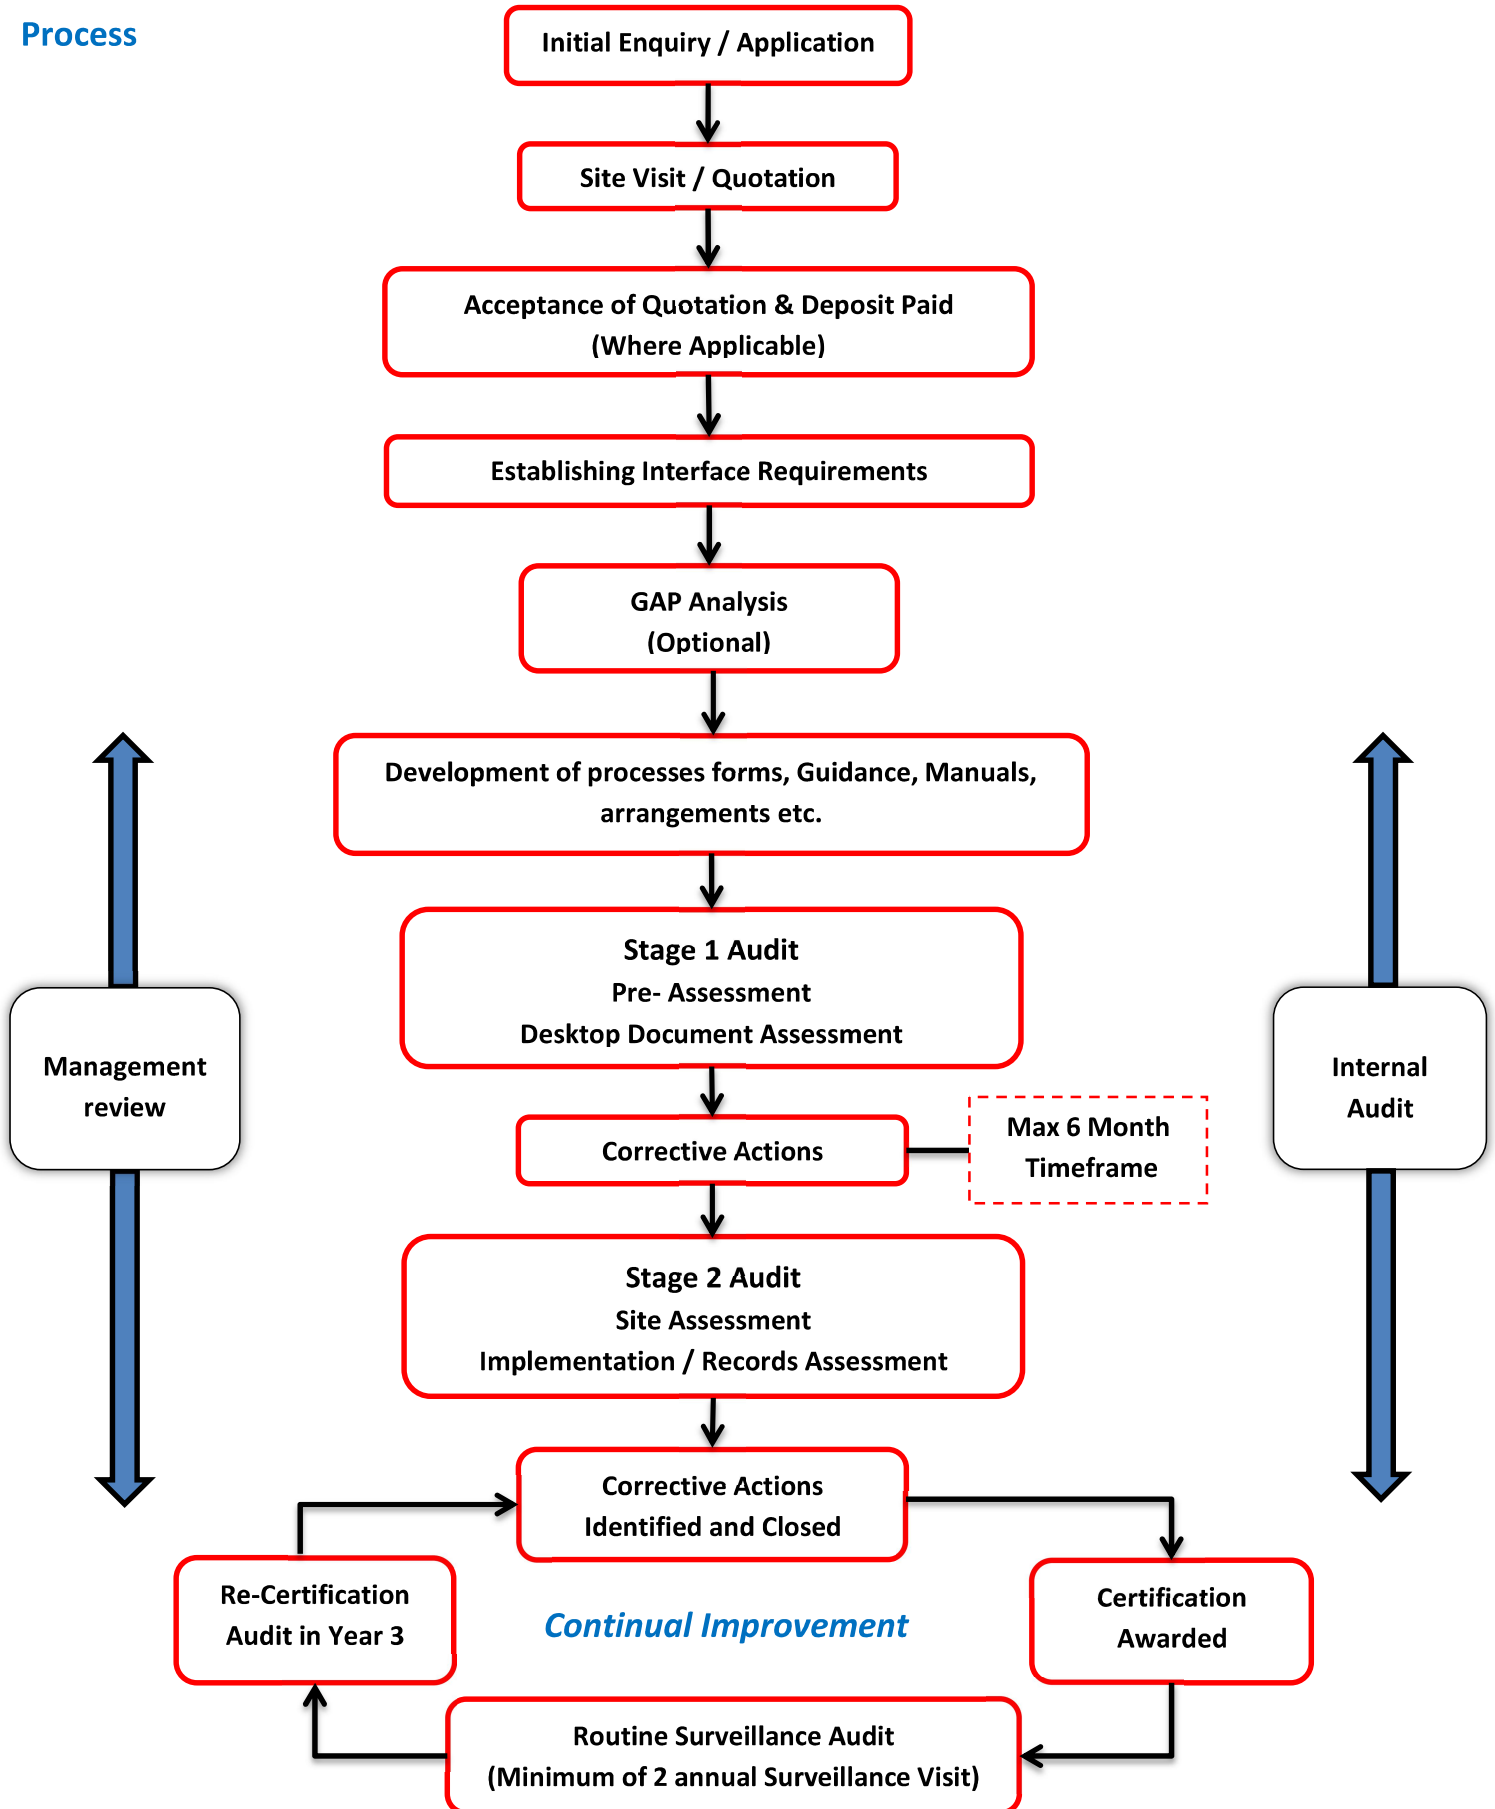 Process
Initial Enquiry / Application
Site Visit / Quotation
Acceptance of Quotation & Deposit Paid
(Where Applicable)
Establishing Interface Requirements
GAP Analysis
(Optional)
Development of processes forms, Guidance, Manuals,
arrangements etc.
Stage 1 Audit
Pre- Assessment
Desktop Document Assessment
Management
review
Internal
Audit
Corrective Actions
Max 6 Month
Timeframe
Stage 2 Audit
Site Assessment
Implementation / Records Assessment
Corrective Actions
Identified and Closed
Re-Certification
Audit in Year 3
Continual Improvement
Certification
Awarded
Routine Surveillance Audit
(Minimum of 2 annual Surveillance Visit)